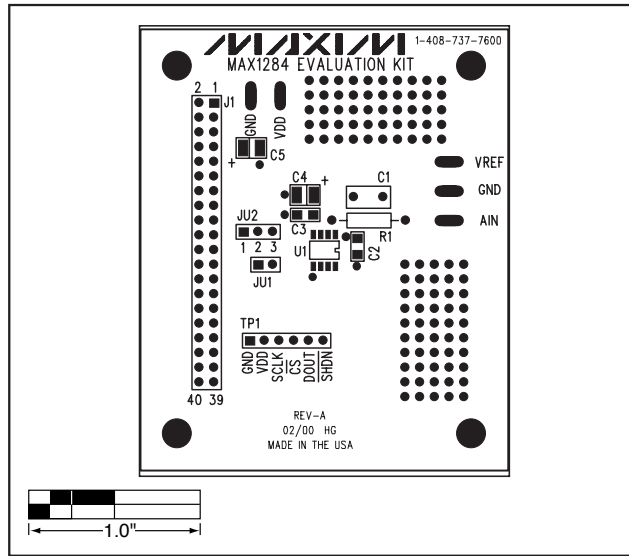 MAXIM 1-408-737-7600
MAX1284 EVALUATION KIT
2 1
J1
GND
VDD
+ C5
VREF
C4 +
C1
GND
C3
AIN
JU2
R1
1 2 3
U1
C2
JU1
TP1
GND
VDD
SCLK
CS
DOUT
SHDN
40 39
REV-A
02/00 HG
MADE IN THE USA
1.0"